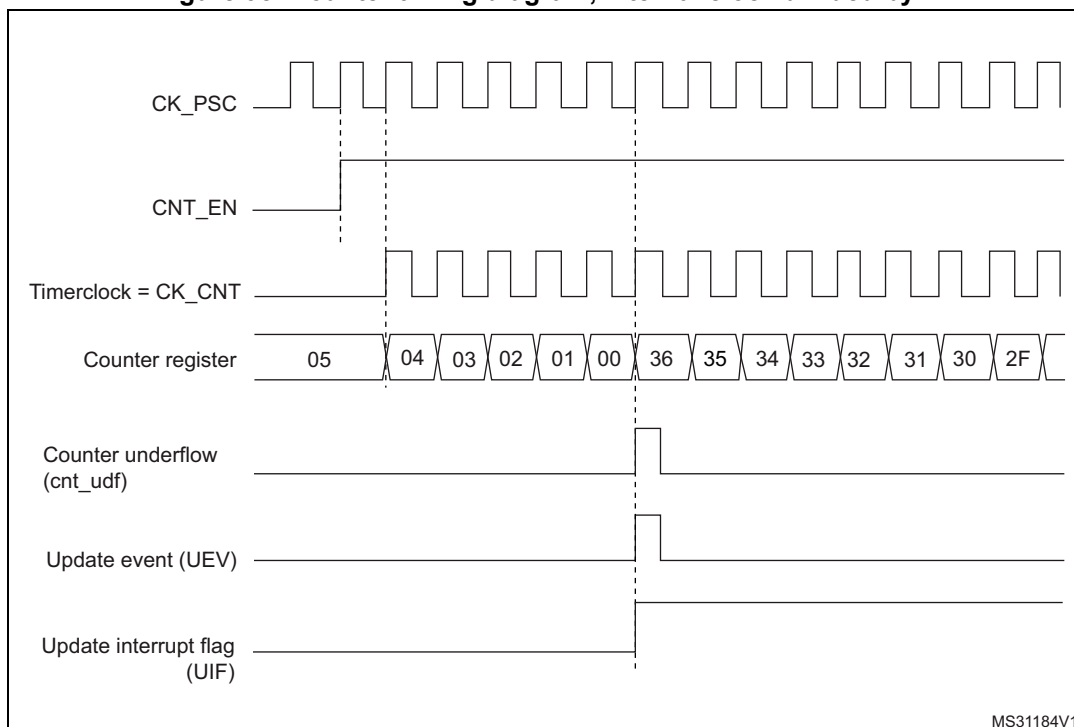 CK_PSC
CNT_EN
Timerclock = CK_CNT
Counter register
05 04 03 02 01 00 36 35 34 33 32 31 30 2F
Counter underflow
(cnt_udf)
Update event (UEV)
Update interrupt flag
(UIF)
MS31184V1